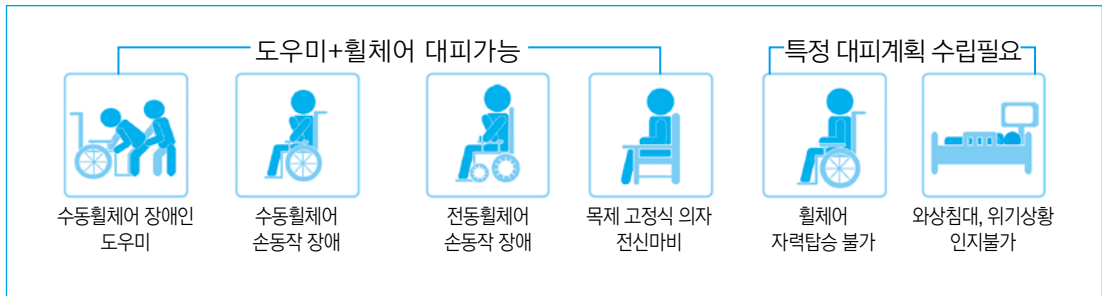 도우미+휠체어 대피가능
특정 대피계획 수립필요
수동휠체어 장애인
도우미
수동휠체어
손동작 장애
전동휠체어
손동작 장애
목제 고정식 의자
전신마비
휠체어
자력탑승 불가
와상침대, 위기상황
인지불가